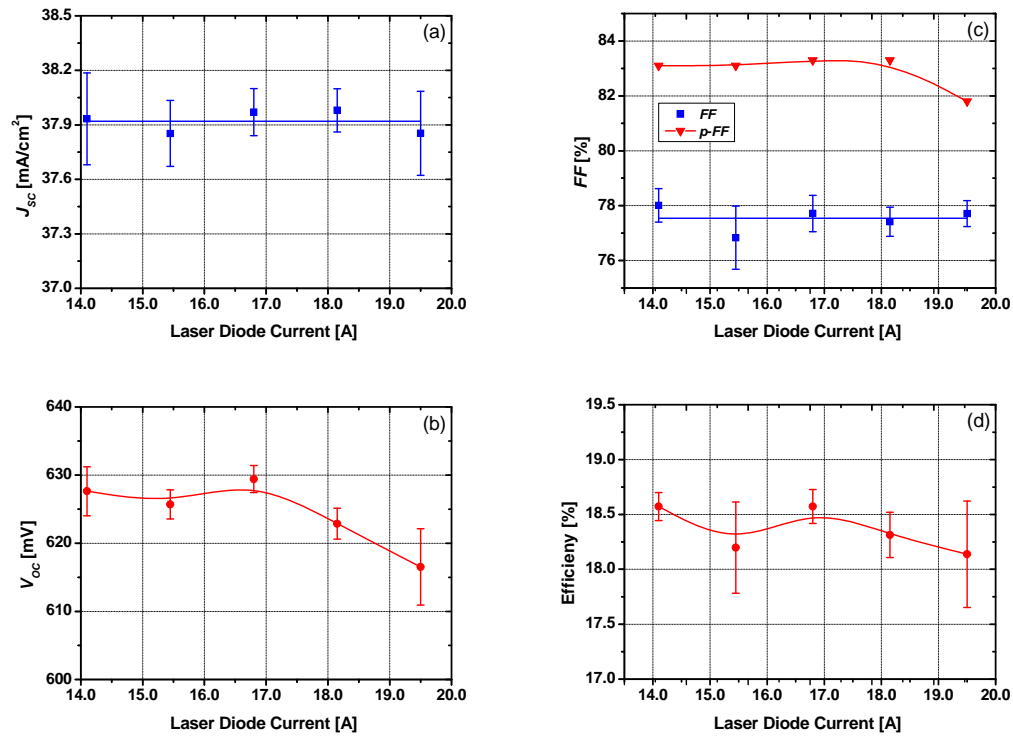 (a)
38.5
38.2
37.9
37.6
37.3
37.0
J_sc [mA/cm²]
14.0 15.0 16.0 17.0 18.0 19.0 20.0
Laser Diode Current [A]
(c)
84
82
80
78
76
FF [%]
FF
p-FF
14.0 15.0 16.0 17.0 18.0 19.0 20.0
Laser Diode Current [A]
(b)
640
630
620
610
600
V_oc [mV]
14.0 15.0 16.0 17.0 18.0 19.0 20.0
Laser Diode Current [A]
(d)
19.5
19.0
18.5
18.0
17.5
17.0
Efficieny [%]
14.0 15.0 16.0 17.0 18.0 19.0 20.0
Laser Diode Current [A]